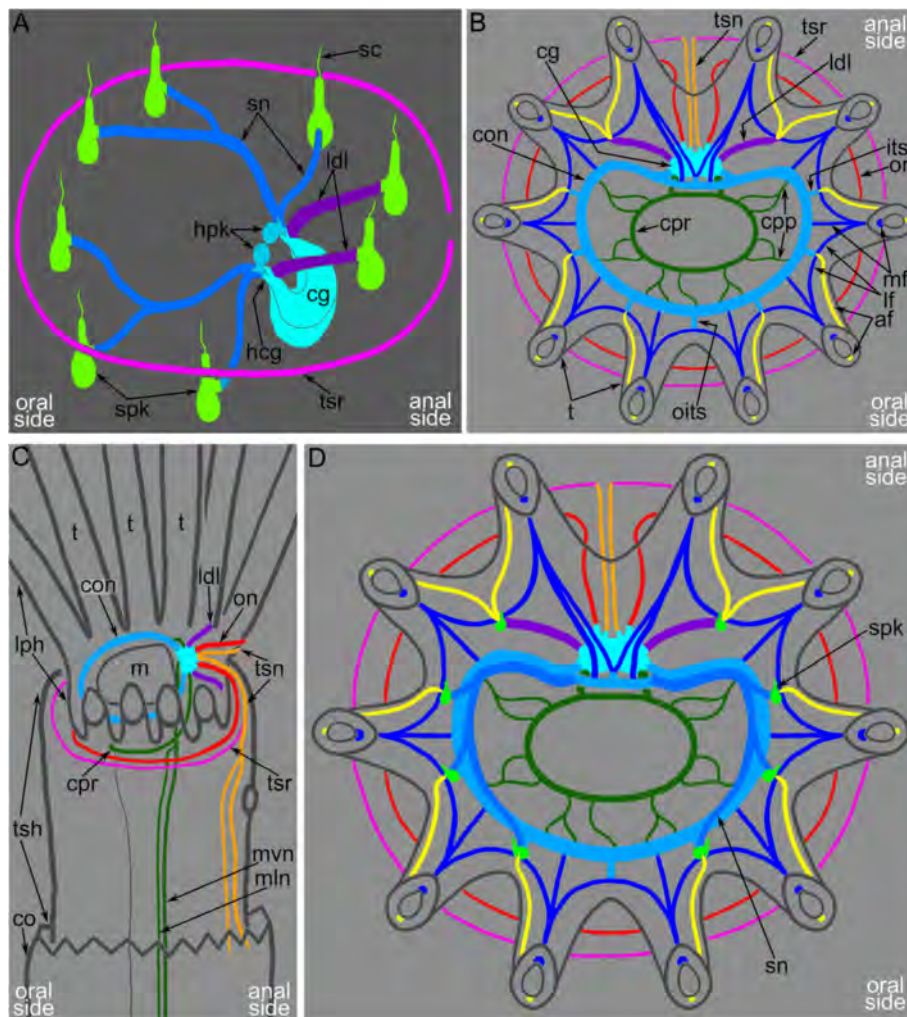 A
sc
sn
ldl
hpk
cg
hcg
spk
tsr
oral
side
anal
side
B
tsn
anal
side
tsr
cg
ldl
con
its
on
cpr
cpp
mf
lf
af
t
oits
oral
side
C
t
t
t
con
ldl
on
lph
m
tsn
cpr
tsr
tsh
mvn
mln
co
oral
side
anal
side
D
anal
side
spk
sn
oral
side